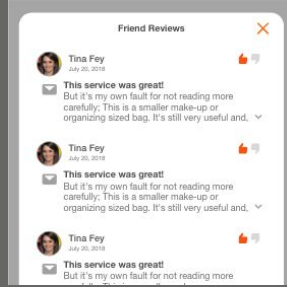 Friend Reviews
Tina Fey
July 20, 2018
This service was great!
But it's my own fault for not reading more
carefully; This is a smaller make-up or
organizing sized bag. It's still very useful and,
Tina Fey
July 20, 2018
This service was great!
But it's my own fault for not reading more
carefully; This is a smaller make-up or
organizing sized bag. It's still very useful and,
Tina Fey
July 20, 2018
This service was great!
But it's my own fault for not reading more